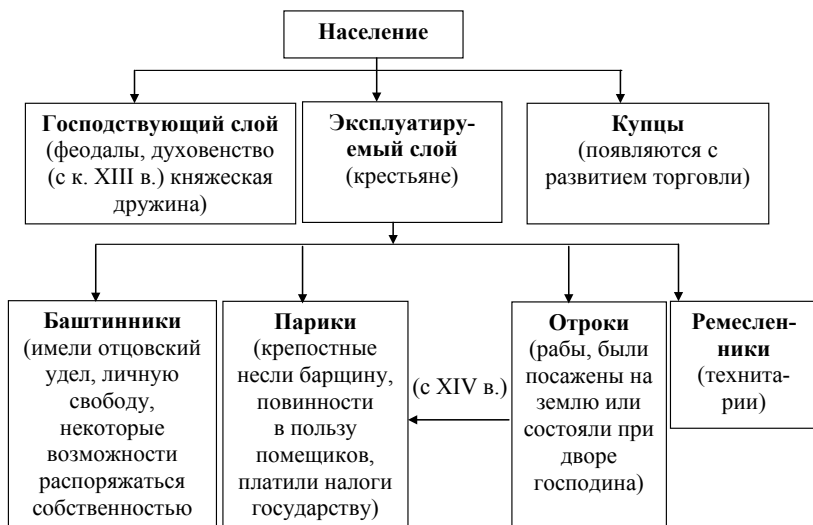 Население
Господствующий слой
(феодалы, духовенство
(с к. XIII в.) княжеская
дружина)
Эксплуатиру-
емый слой
(крестьяне)
Купцы
(появляются с
развитием торговли)
Баштинники
(имели отцовский
удел, личную
свободу,
некоторые
возможности
распоряжаться
собственностью
Парики
(крепостные
несли барщину,
повинности
в пользу
помещиков,
платили налоги
государству)
(с XIV в.)
Отроки
(рабы, были
посажены на
землю или
состояли при
дворе
господина)
Ремеслен-
ники
(технита-
рии)